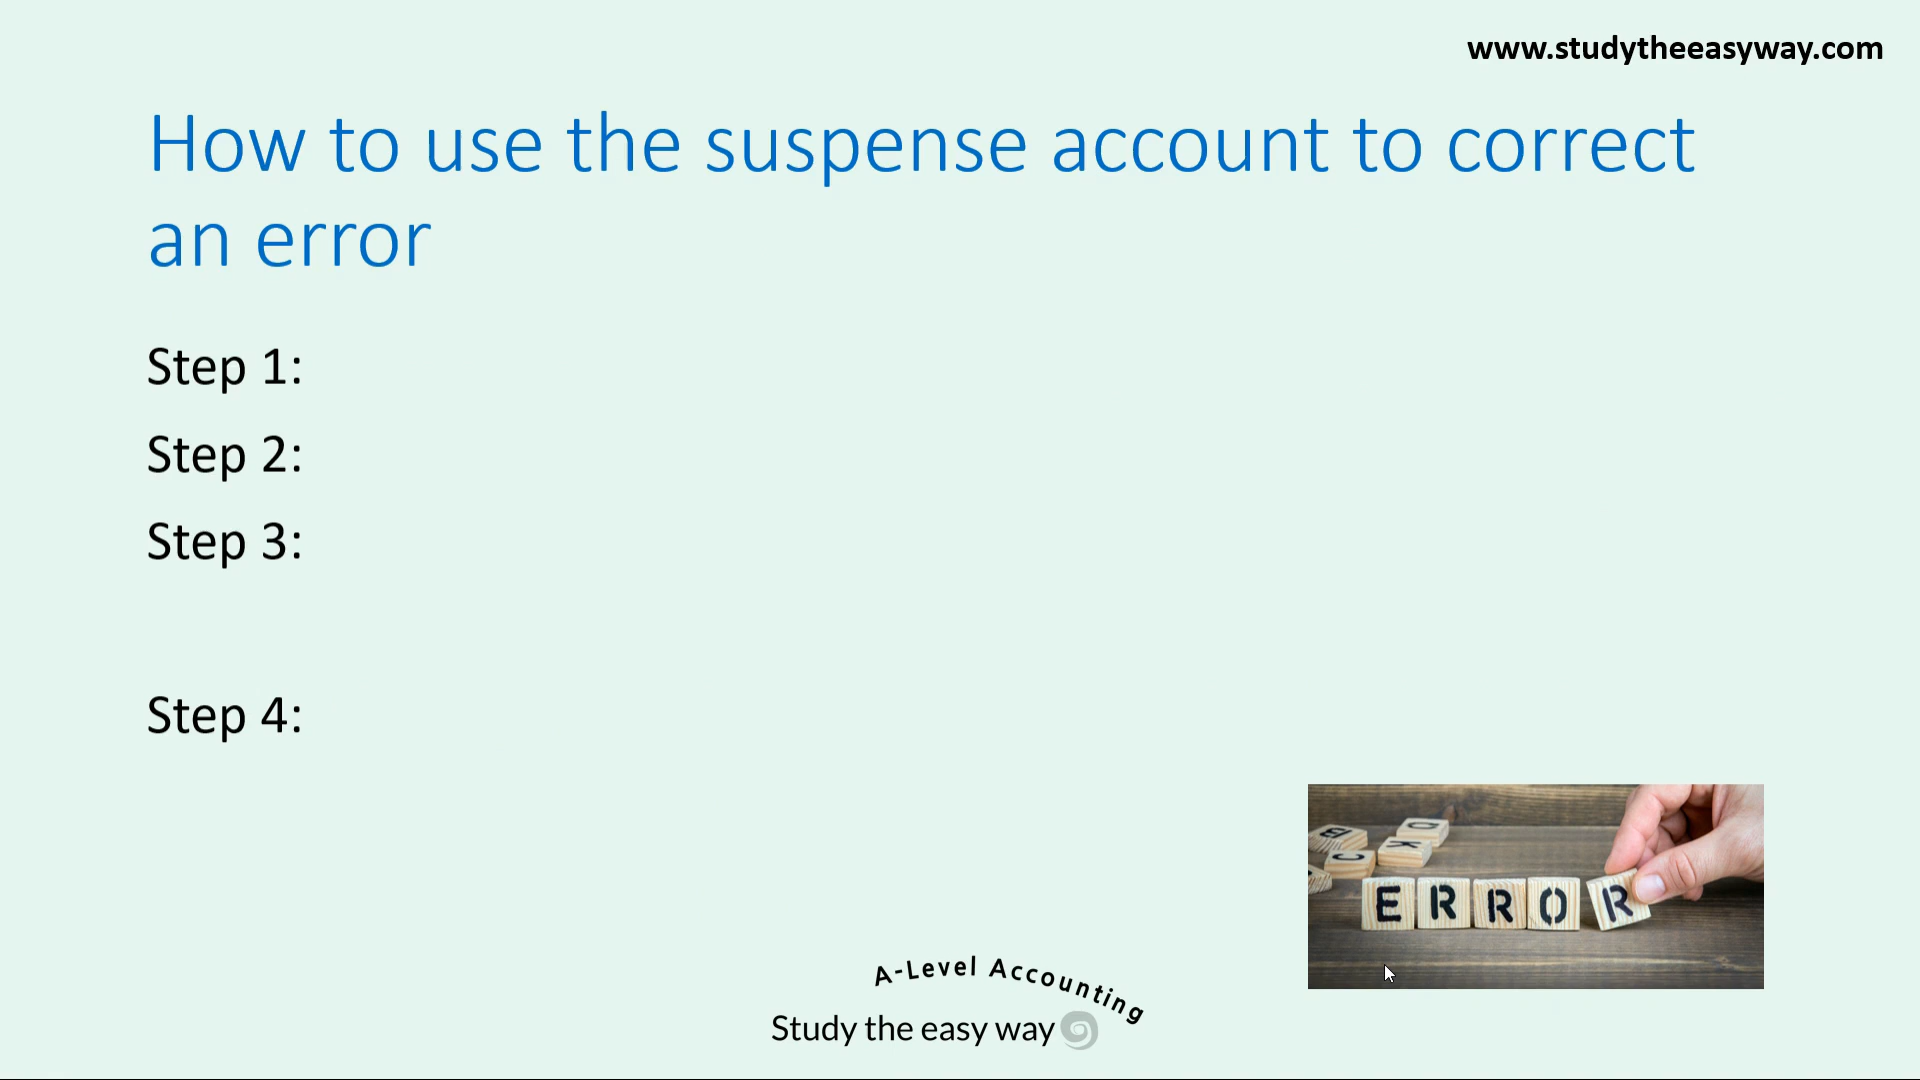 www.studytheeasyway.com
How to use the suspense account to correct
an error
Step 1:
Step 2:
Step 3:
Step 4:
B
C
K
D
E R R O R
A-Level Accounting
Study the easy way